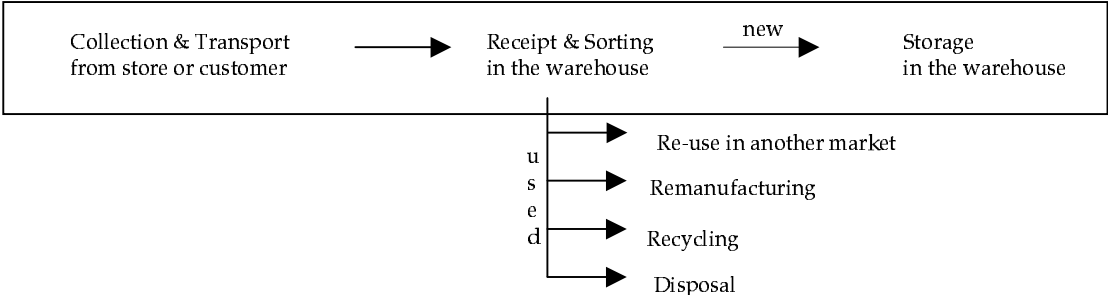 Collection & Transport
from store or customer
Receipt & Sorting
in the warehouse
new
Storage
in the warehouse
used
Re-use in another market
Remanufacturing
Recycling
Disposal